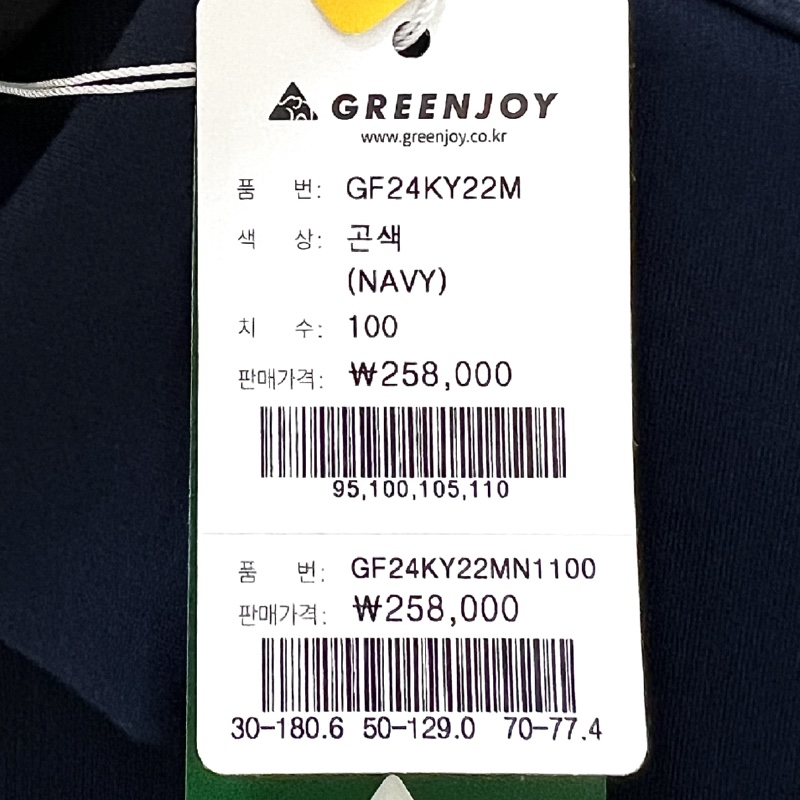 GREENJOY
www.greenjoy.co.kr
품 번: GF24KY22M
색 상: 곤색
(NAVY)
치 수: 100
판매가격: ₩258,000
95,100,105,110
품 번: GF24KY22MN1100
판매가격: ₩258,000
30-180.6 50-129.0 70-77.4